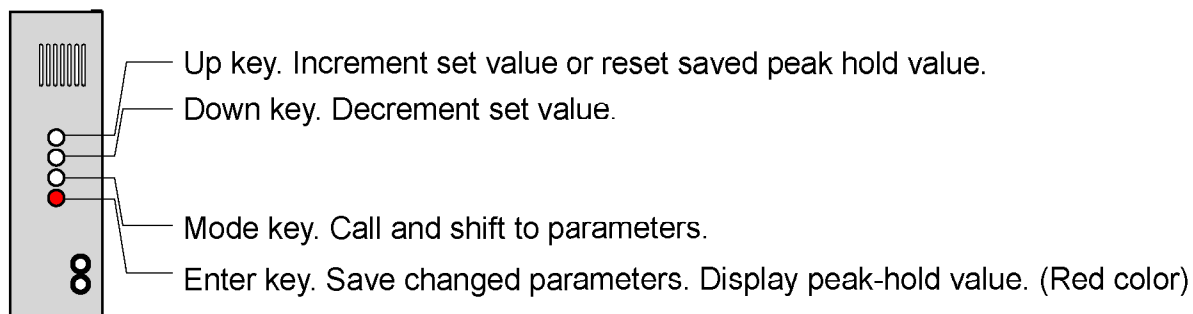 Up key. Increment set value or reset saved peak hold value.
Down key. Decrement set value.
Mode key. Call and shift to parameters.
Enter key. Save changed parameters. Display peak-hold value. (Red color)